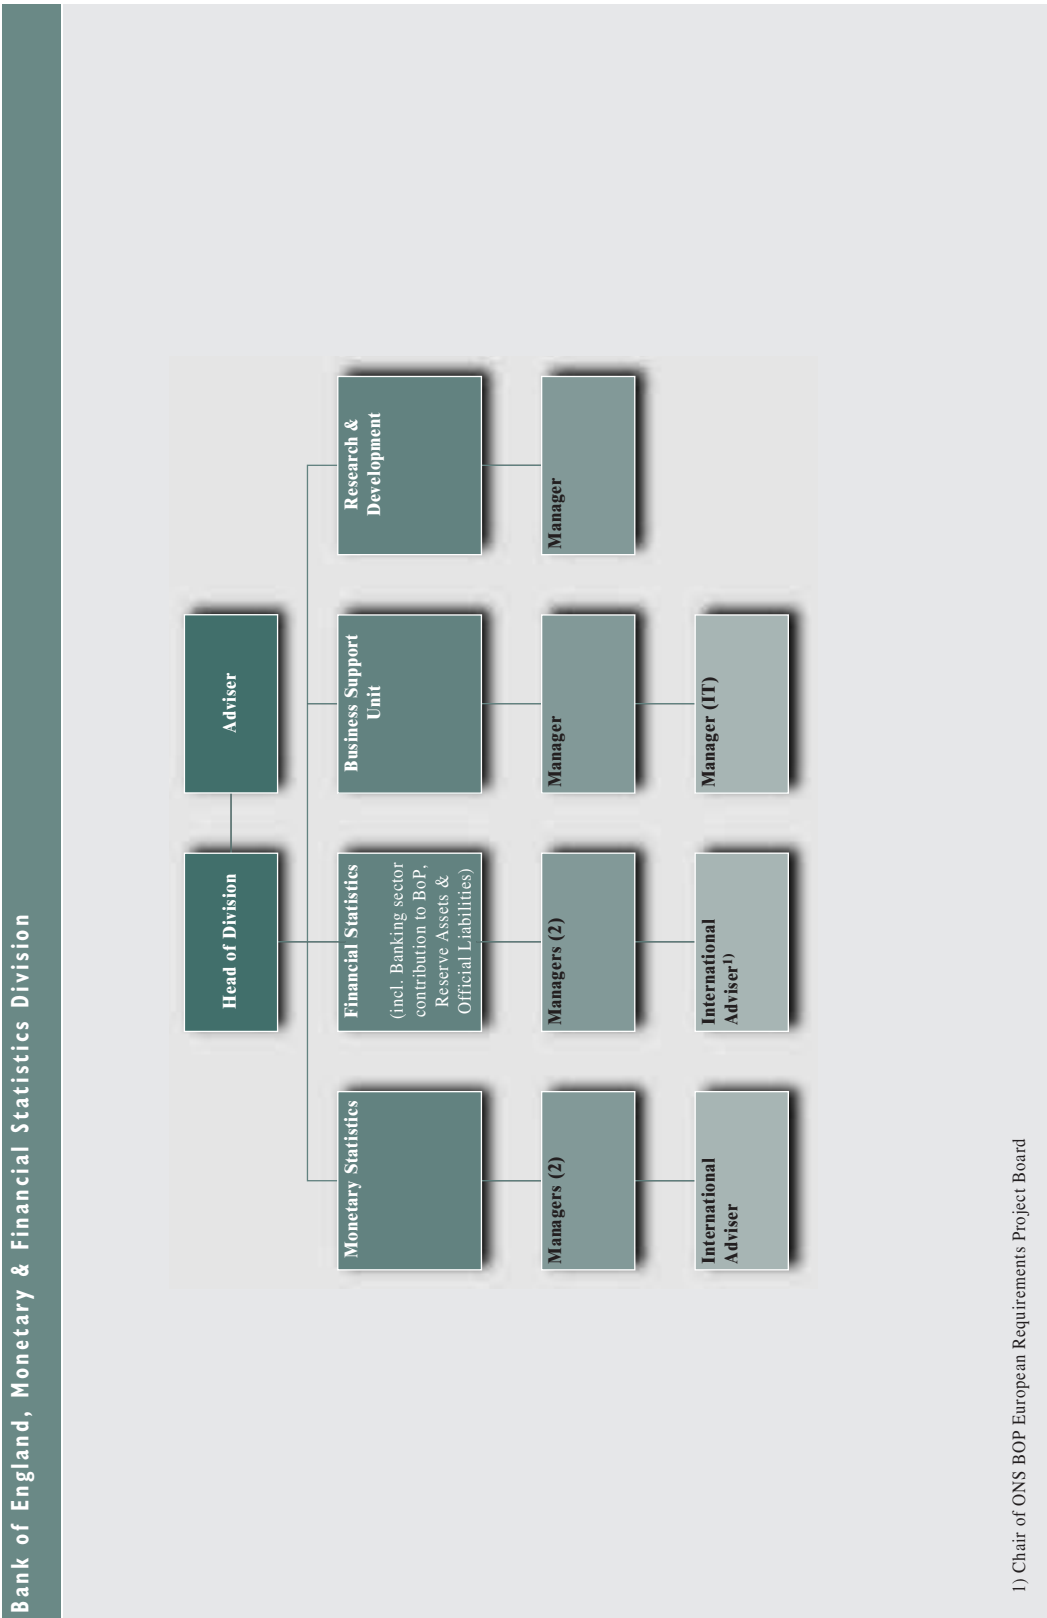 Bank of England, Monetary & Financial Statistics Division
Head of Division
Adviser
Monetary Statistics
Financial Statistics
(incl. Banking sector
contribution to BoP,
Reserve Assets &
Official Liabilities)
Business Support
Unit
Research &
Development
Managers (2)
Managers (2)
Manager
Manager
International
Adviser
International
Adviser¹⁾
Manager (IT)
1) Chair of ONS BOP European Requirements Project Board